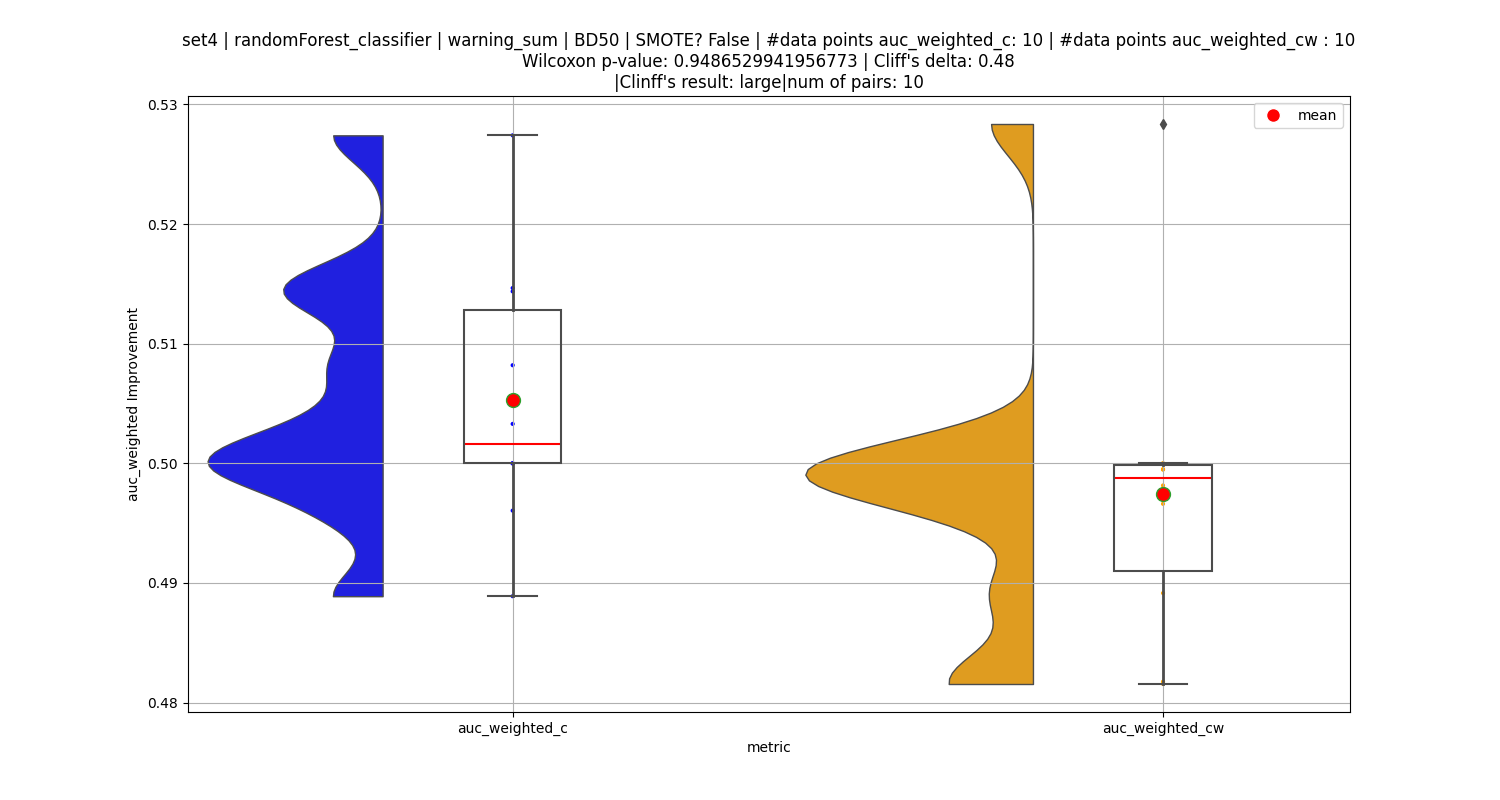 set4 | randomForest_classifier | warning_sum | BD50 | SMOTE? False | #data points auc_weighted_c: 10 | #data points auc_weighted_cw : 10
Wilcoxon p-value: 0.9486529941956773 | Cliff's delta: 0.48
|Clinff's result: large|num of pairs: 10
mean
0.53
0.52
0.51
0.50
0.49
0.48
auc_weighted Improvement
auc_weighted_c
auc_weighted_cw
metric